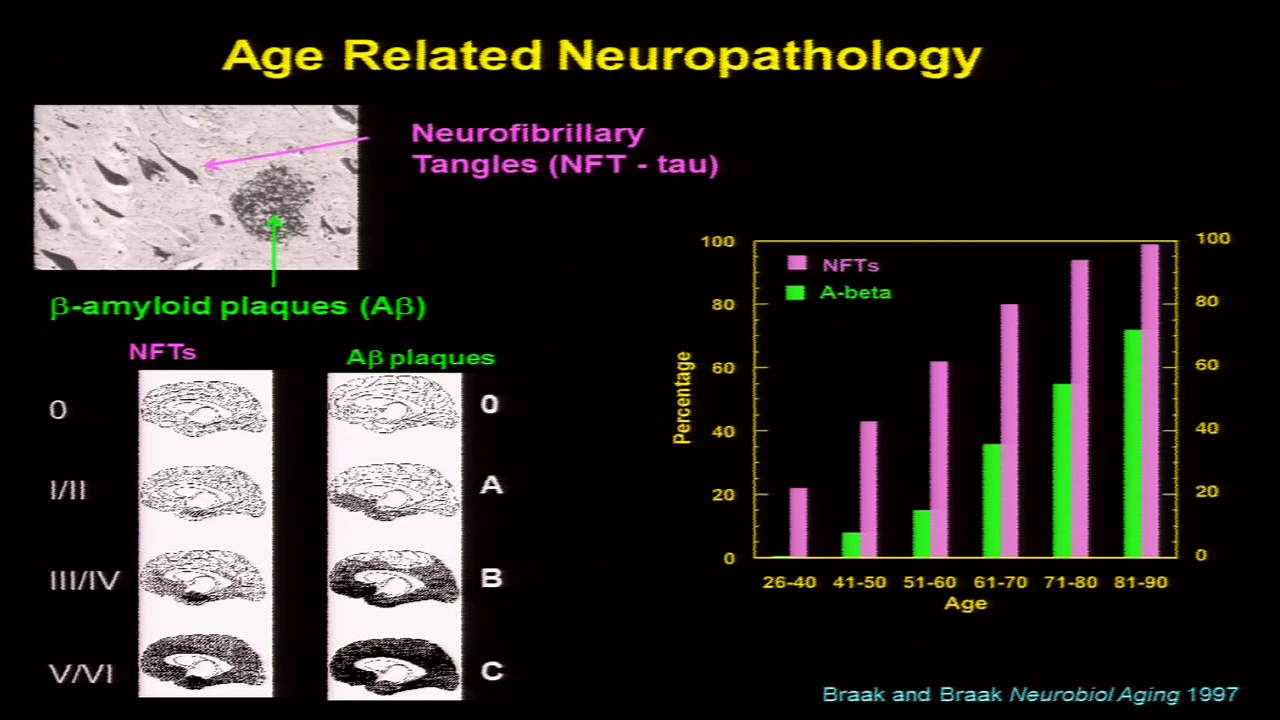 Age Related Neuropathology
Neurofibrillary
Tangles (NFT - tau)
β-amyloid plaques (Aβ)
NFTs
Aβ plaques
0
0
I/II
A
III/IV
B
V/VI
C
NFTs
A-beta
Percentage
100
80
60
40
20
0
100
80
60
40
20
0
26-40 41-50 51-60 61-70 71-80 81-90
Age
Braak and Braak Neurobiol Aging 1997